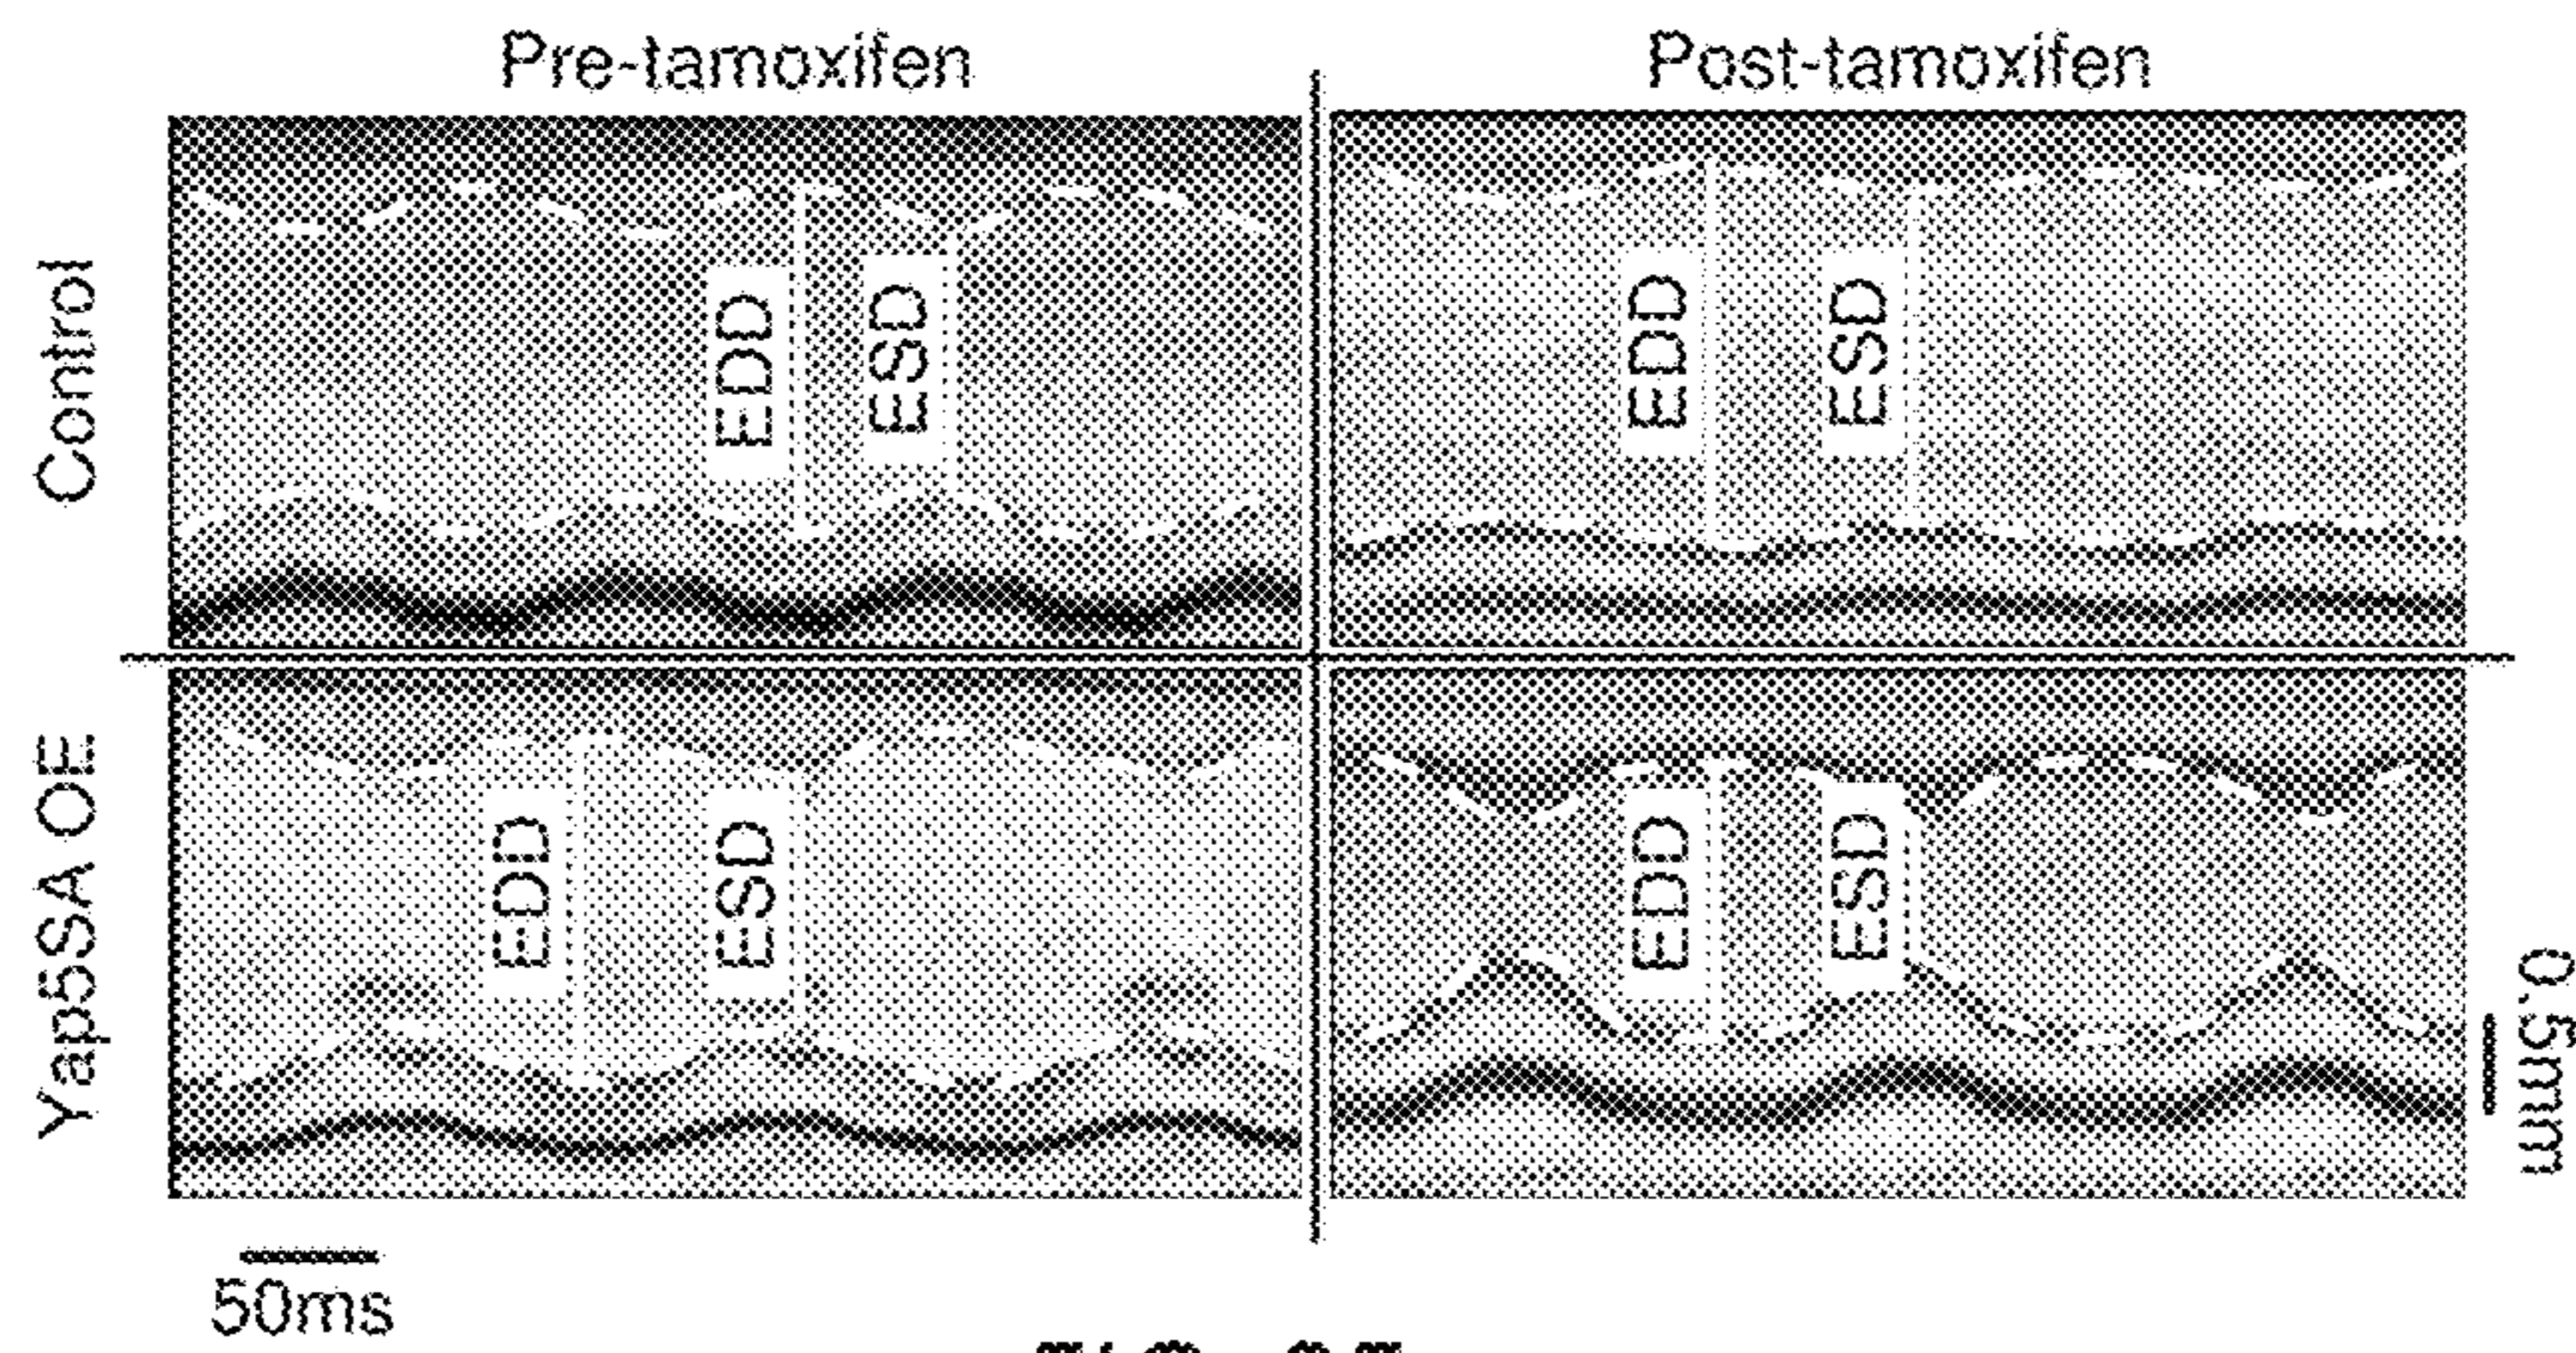 Pre-tamoxifen
Post-tamoxifen
Control
EDD
ESD
EDD
ESD
Yap5SA OE
EDD
ESD
EDD
ESD
0.5mm
50ms